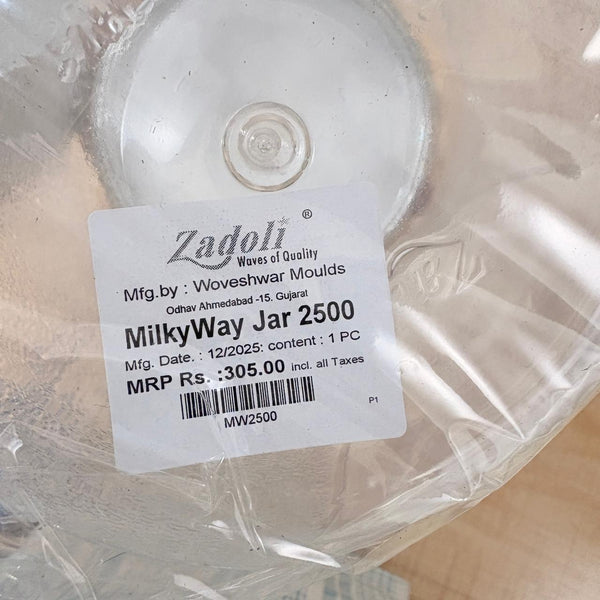 Zadoli ®
Waves of Quality
Mfg.by : Woveshwar Moulds
Odhav Ahmedabad -15. Gujarat
MilkyWay Jar 2500
Mfg. Date. : 12/2025: content : 1 PC
MRP Rs. :305.00 incl. all Taxes
MW2500
P1